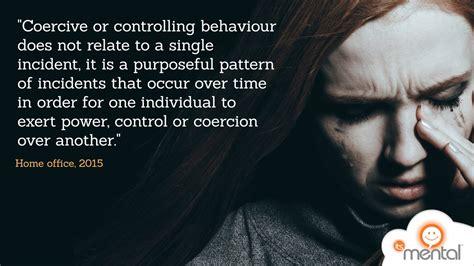 "Coercive or controlling behaviour
does not relate to a single
incident, it is a purposeful pattern
of incidents that occur over time
in order for one individual to
exert power, control or coercion
over another."
Home office, 2015
its
mental